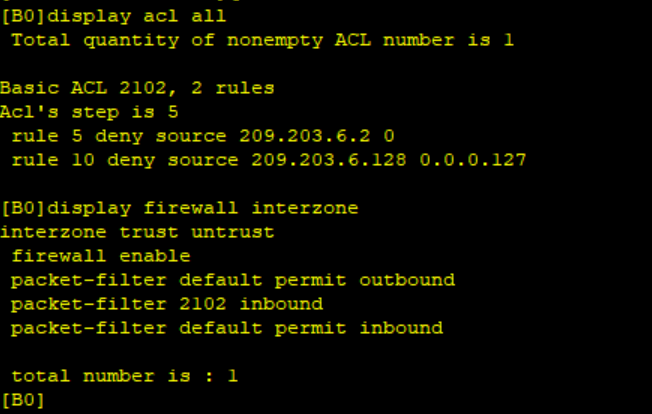 [B0]display acl all
Total quantity of nonempty ACL number is 1
Basic ACL 2102, 2 rules
Acl's step is 5
rule 5 deny source 209.203.6.2 0
rule 10 deny source 209.203.6.128 0.0.0.127
[B0]display firewall interzone
interzone trust untrust
firewall enable
packet-filter default permit outbound
packet-filter 2102 inbound
packet-filter default permit inbound
total number is : 1
[B0]